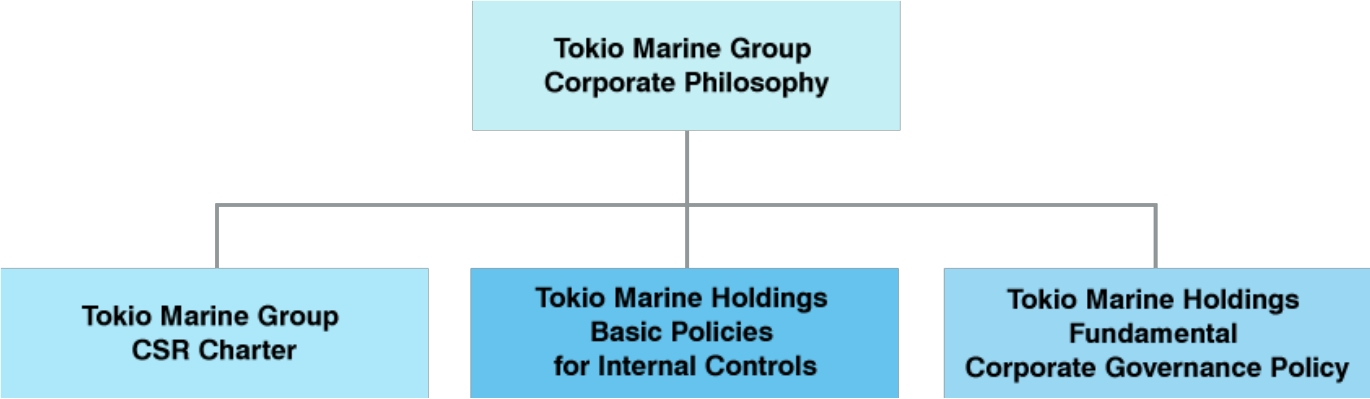 Tokio Marine Group
Corporate Philosophy
Tokio Marine Group
CSR Charter
Tokio Marine Holdings
Basic Policies
for Internal Controls
Tokio Marine Holdings
Fundamental
Corporate Governance Policy